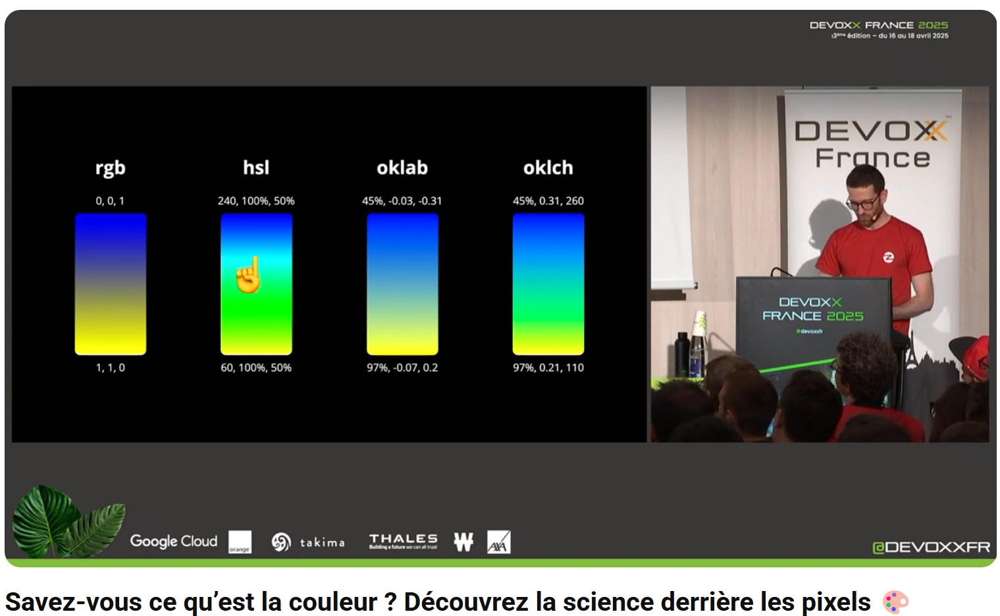 DEVOXX FRANCE 2025
13ème édition – du 16 au 18 avril 2025
rgb
hsl
oklab
oklch
0, 0, 1
240, 100%, 50%
45%, -0.03, -0.31
45%, 0.31, 260
1, 1, 0
60, 100%, 50%
97%, -0.07, 0.2
97%, 0.21, 110
DEVOXX™
France
DEVOXX
FRANCE 2025
#devoxxfr
Google Cloud
orange
takima
THALES
Building a future we can all trust
W
AXA
@DEVOXXFR
Savez-vous ce qu’est la couleur ? Découvrez la science derrière les pixels 🎨